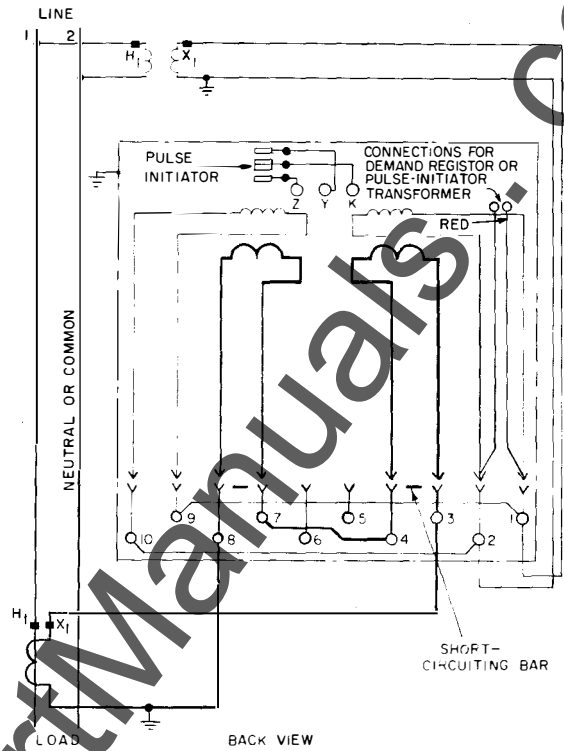 LINE
1 2
H1 X1
PULSE
INITIATOR
CONNECTIONS FOR
DEMAND REGISTOR OR
PULSE-INITIATOR
TRANSFORMER
Z Y K
RED
NEUTRAL OR COMMON
10 9 8 7 6 5 4 3 2 1
H1 X1
SHORT-
CIRCUITING BAR
LOAD
BACK VIEW
rtManuals.c